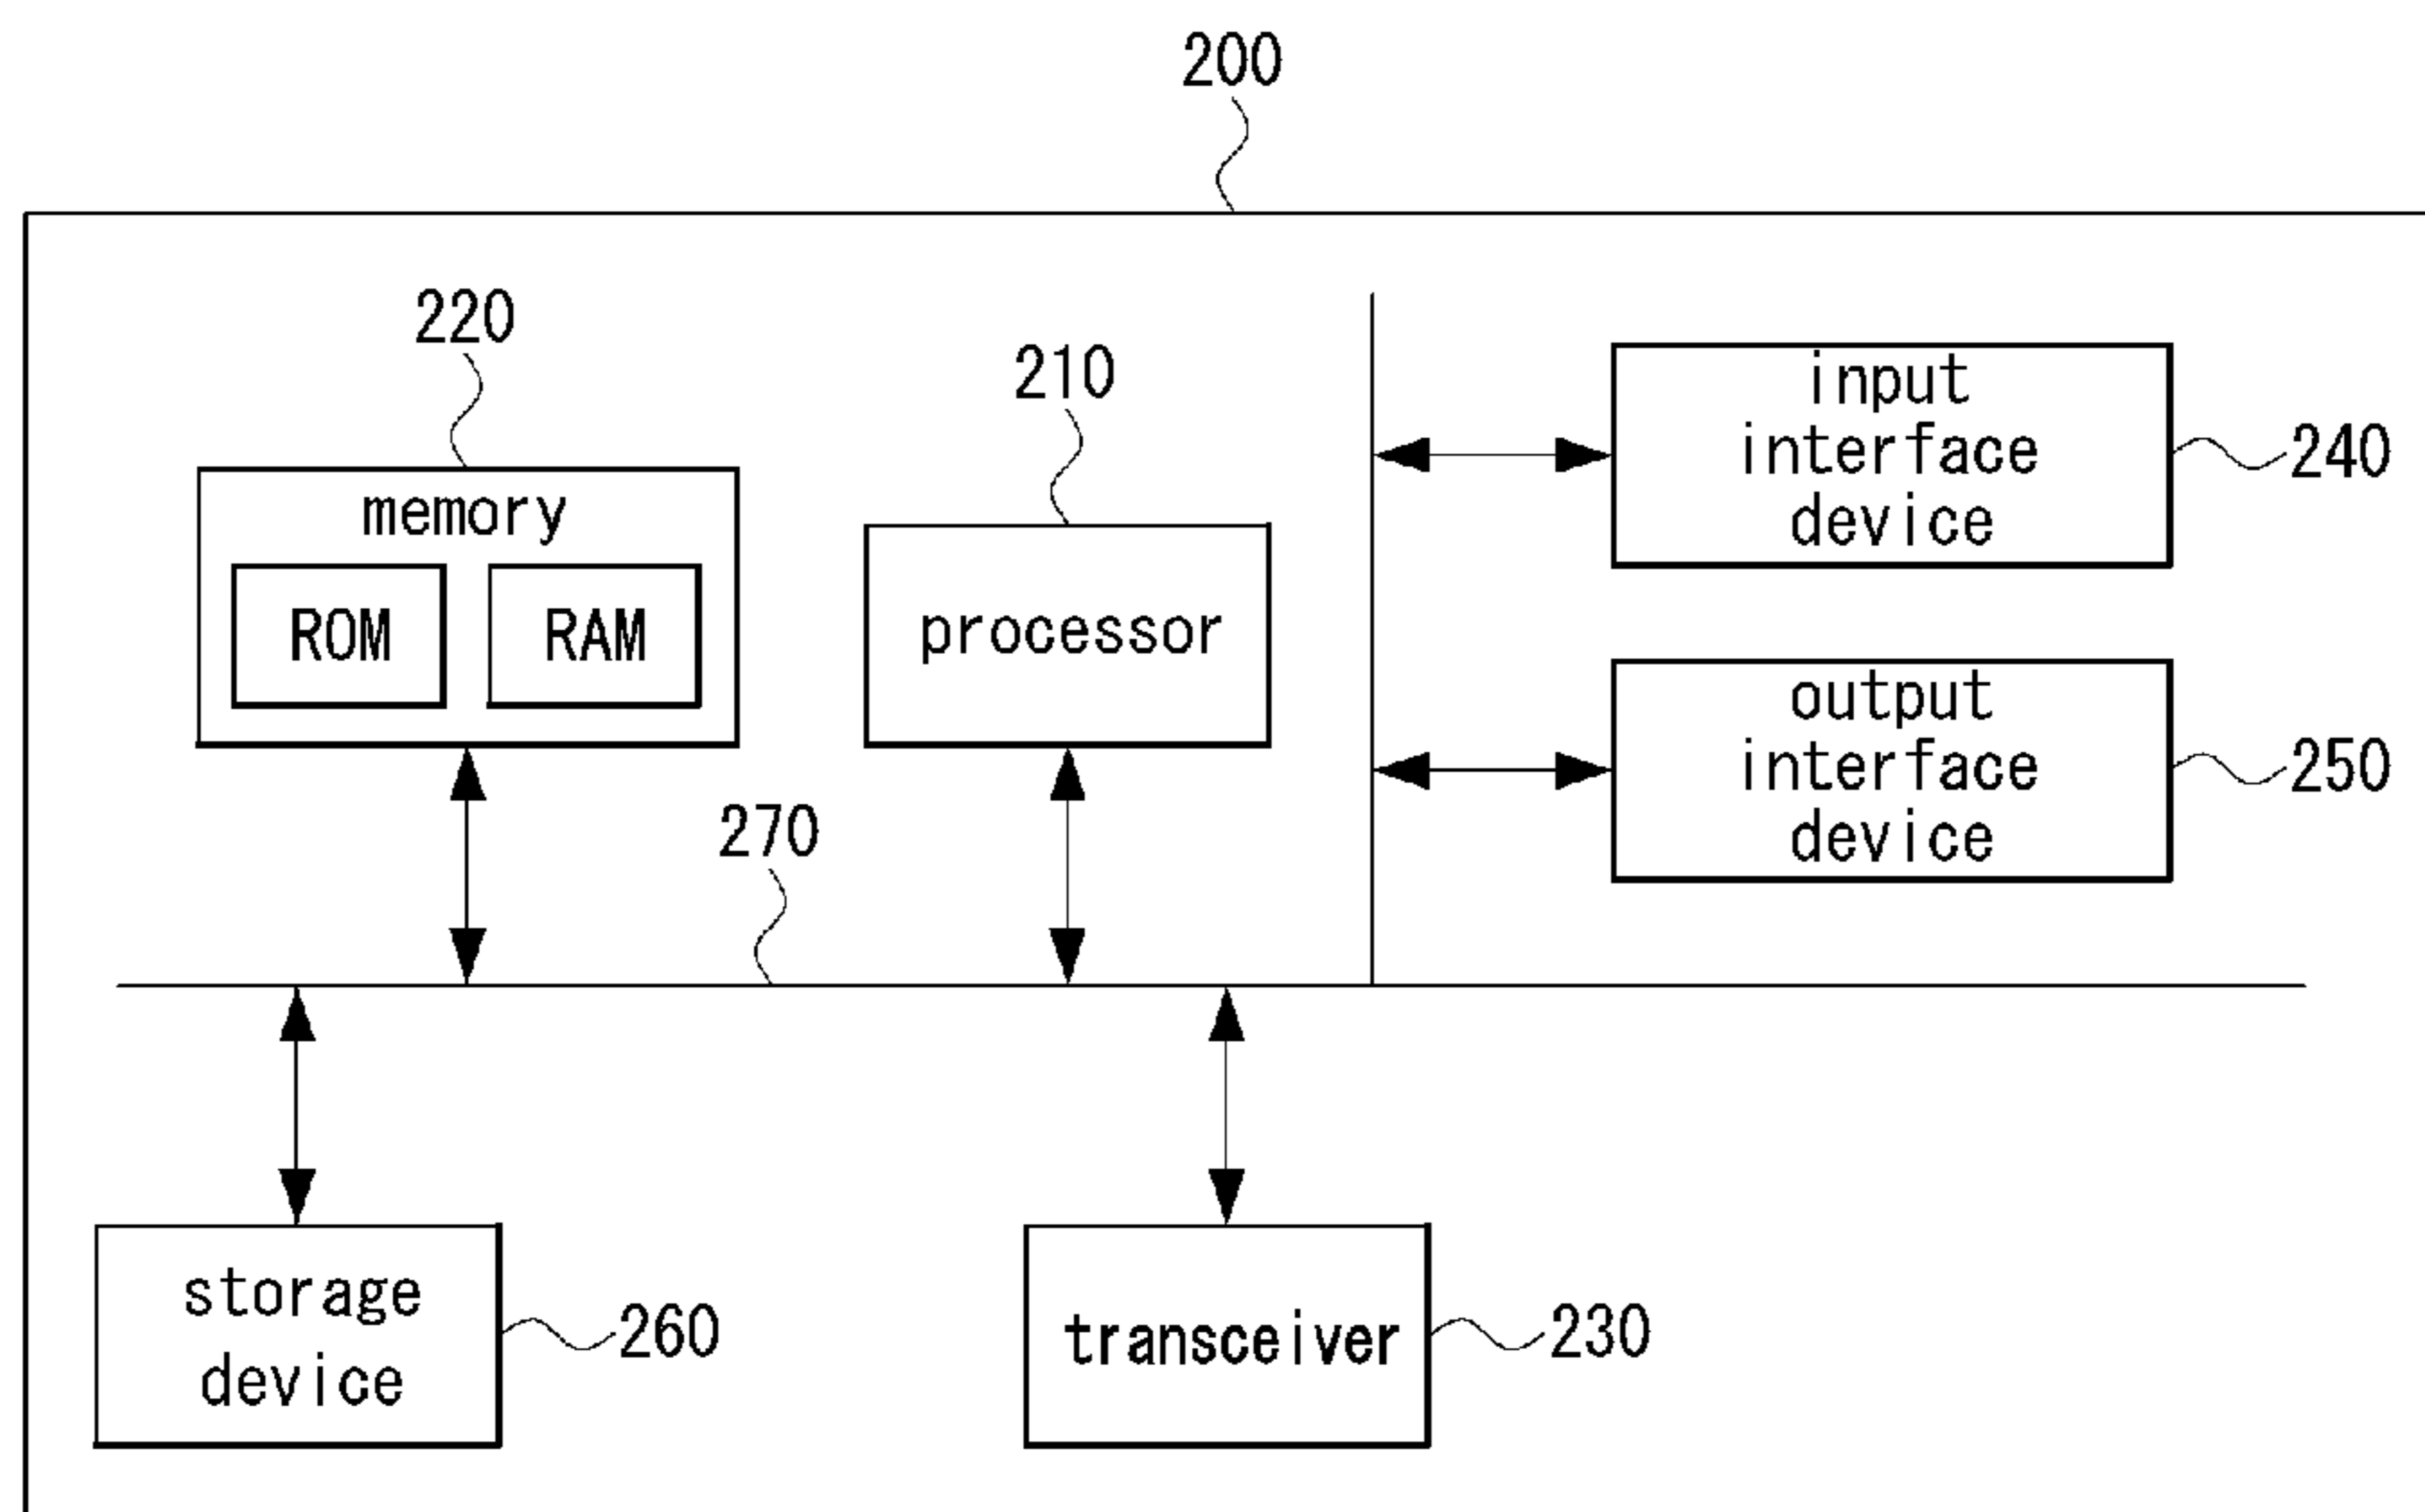 200
220
210
memory
ROM
RAM
processor
input
interface
device
240
output
interface
device
250
270
storage
device
260
transceiver
230